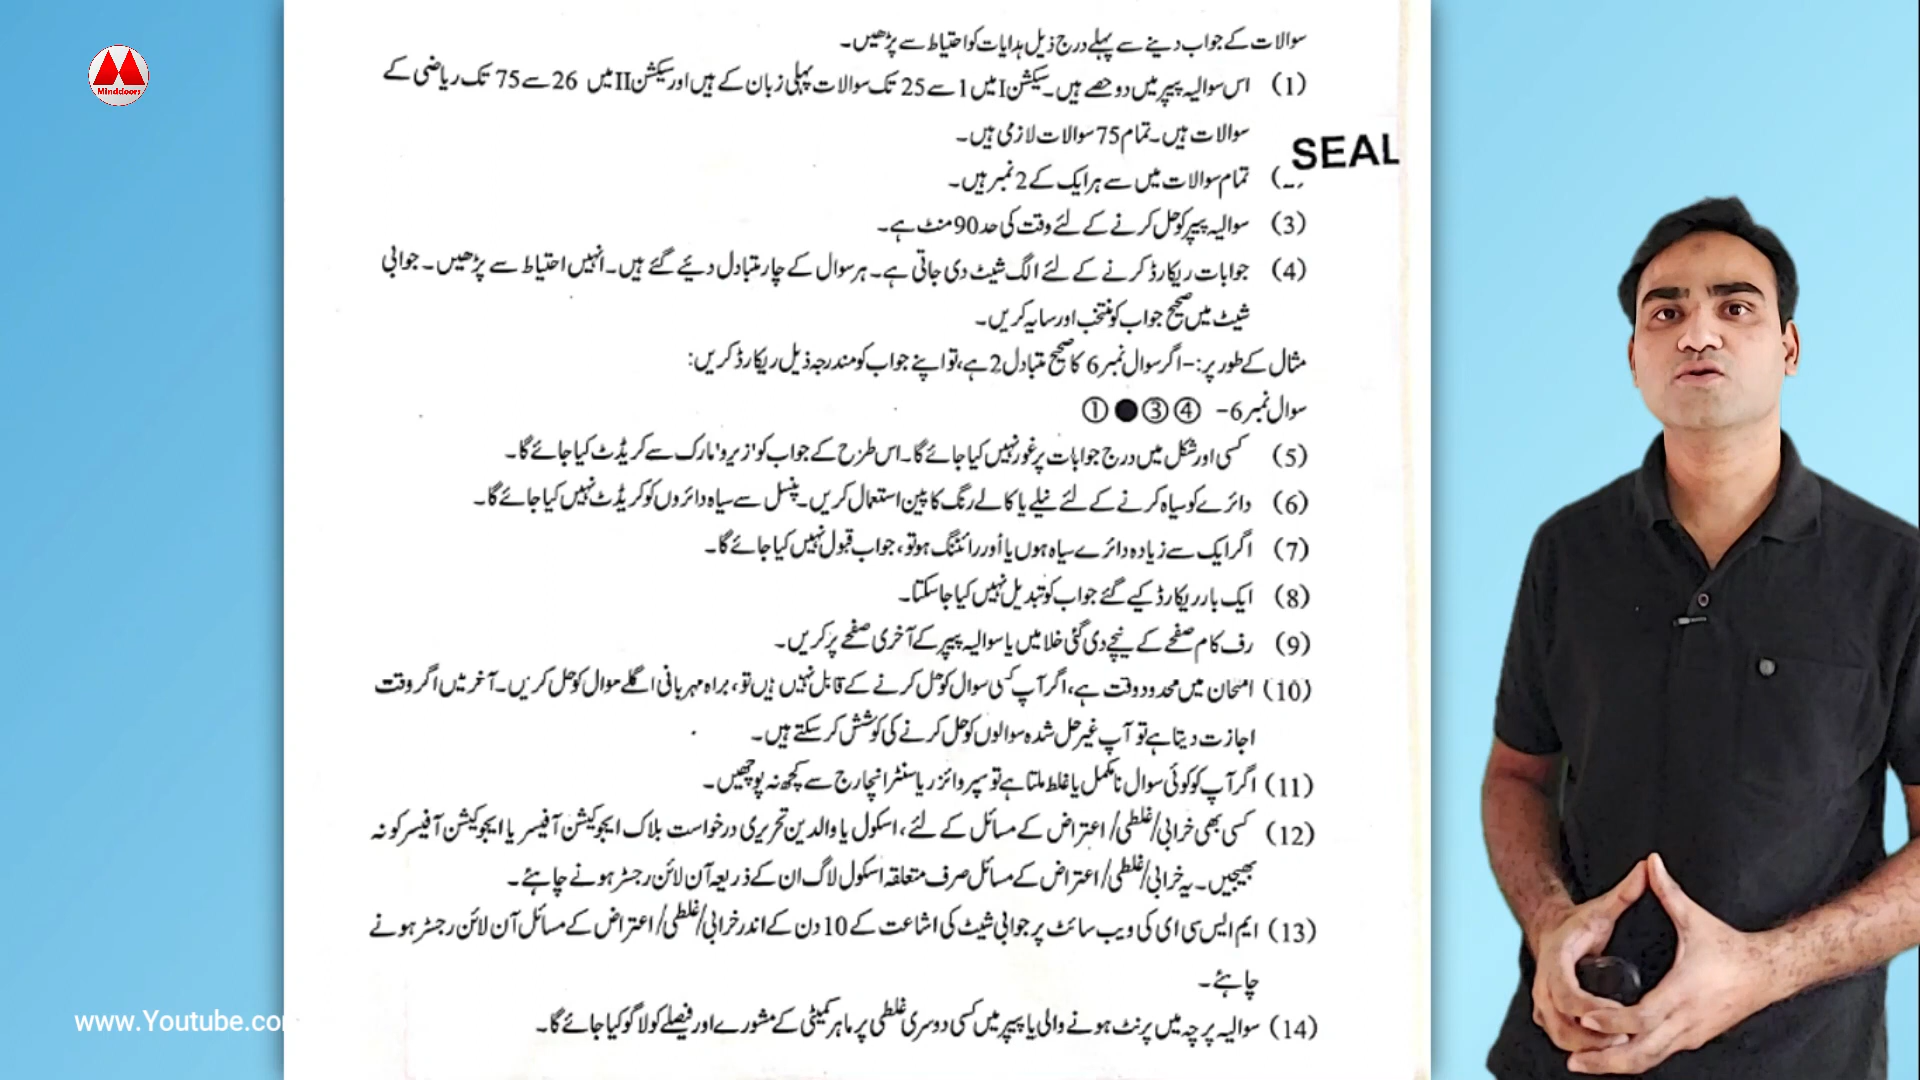 Minddoors
سوالات کے جواب دینے سے پہلے درج ذیل ہدایات کو احتیاط سے پڑھیں۔
(1) اس سوالیہ پیپر میں دو حصے ہیں۔ سیکشن I میں 1 سے 25 تک سوالات پہلی زبان کے ہیں اور سیکشن II میں 26 سے 75 تک ریاضی کے
سوالات ہیں۔ تمام 75 سوالات لازمی ہیں۔
SEAL
تمام سوالات میں سے ہر ایک کے 2 نمبر ہیں۔
(3) سوالیہ پیپر کو حل کرنے کے لئے وقت کی حد 90 منٹ ہے۔
(4) جوابات ریکارڈ کرنے کے لئے الگ شیٹ دی جاتی ہے۔ ہر سوال کے چار متبادل دیئے گئے ہیں۔ انہیں احتیاط سے پڑھیں۔ جوابی
شیٹ میں صحیح جواب کو منتخب اور سایہ کریں۔
مثال کے طور پر:- اگر سوال نمبر 6 کا صحیح متبادل 2 ہے، تو اپنے جواب کو مندرجہ ذیل ریکارڈ کریں:
سوال نمبر 6- ① ● ③ ④
(5) کسی اور شکل میں درج جوابات پر غور نہیں کیا جائے گا۔ اس طرح کے جواب کو 'زیرو' مارک سے کریڈٹ کیا جائے گا۔
(6) دائرے کو سیاہ کرنے کے لئے نیلے یا کالے رنگ کا پین استعمال کریں۔ پنسل سے سیاہ دائروں کو کریڈٹ نہیں کیا جائے گا۔
(7) اگر ایک سے زیادہ دائرے سیاہ ہوں یا اُوور رائٹنگ ہو تو، جواب قبول نہیں کیا جائے گا۔
(8) ایک بار ریکارڈ کیے گئے جواب کو تبدیل نہیں کیا جا سکتا۔
(9) رف کام صفحے کے نیچے دی گئی خلا میں یا سوالیہ پیپر کے آخری صفحے پر کریں۔
(10) امتحان میں محدود وقت ہے، اگر آپ کسی سوال کو حل کرنے کے قابل نہیں ہیں تو، براہ مہربانی اگلے سوال کو حل کریں۔ آخر میں اگر وقت
اجازت دیتا ہے تو آپ غیر حل شدہ سوالوں کو حل کرنے کی کوشش کر سکتے ہیں۔
(11) اگر آپ کو کوئی سوال نامکمل یا غلط ملتا ہے تو سپروائزر یا سنٹر انچارج سے کچھ نہ پوچھیں۔
(12) کسی بھی خرابی/غلطی/ اعتراض کے مسائل کے لئے، اسکول یا والدین تحریری درخواست بلاک ایجوکیشن آفیسر یا ایجوکیشن آفیسر کو نہ
بھیجیں۔ یہ خرابی/غلطی/ اعتراض کے مسائل صرف متعلقہ اسکول لاگ ان کے ذریعہ آن لائن رجسٹر ہونے چاہئے۔
(13) ایم ایس سی ای کی ویب سائٹ پر جوابی شیٹ کی اشاعت کے 10 دن کے اندر خرابی/غلطی/ اعتراض کے مسائل آن لائن رجسٹر ہونے
چاہئے۔
(14) سوالیہ پرچہ میں پرنٹ ہونے والی یا پیپر میں کسی دوسری غلطی پر ماہر کمیٹی کے مشورے اور فیصلے کو لاگو کیا جائے گا۔
www.Youtube.com